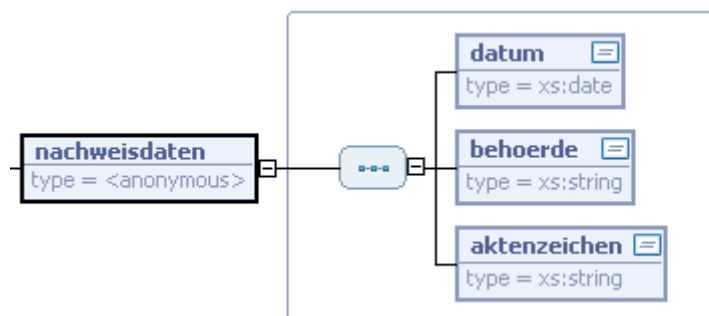 datum
type = xs:date
nachweisdaten
type = <anonymous>
behoerde
type = xs:string
aktenzeichen
type = xs:string